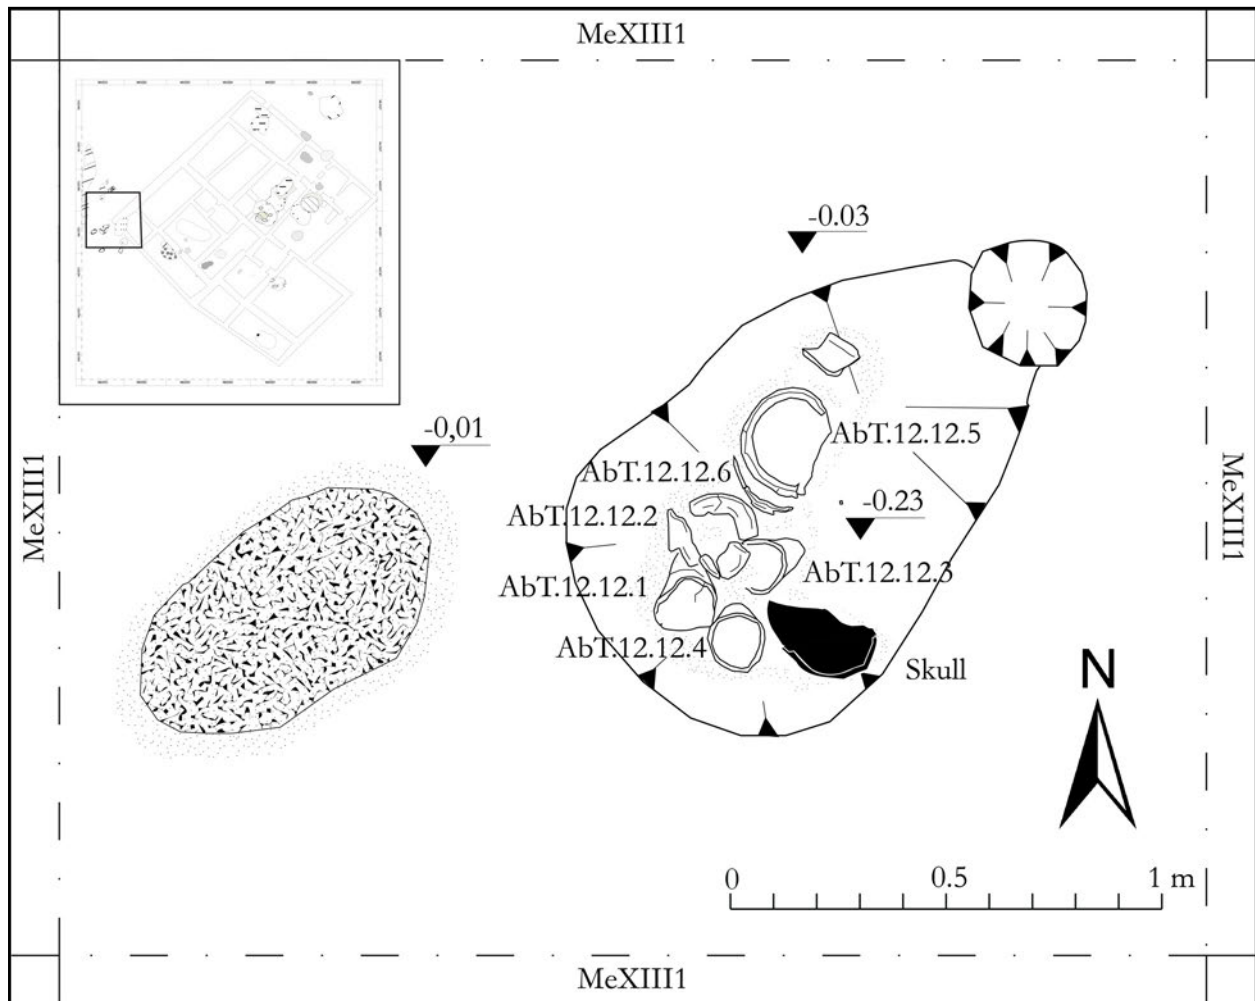 MeXIII1
-0.03
-0,01
MeXIII1
MeXIII1
AbT.12.12.5
AbT.12.12.6
-0.23
AbT.12.12.2
AbT.12.12.1
AbT.12.12.3
AbT.12.12.4
Skull
N
0 0.5 1 m
MeXIII1